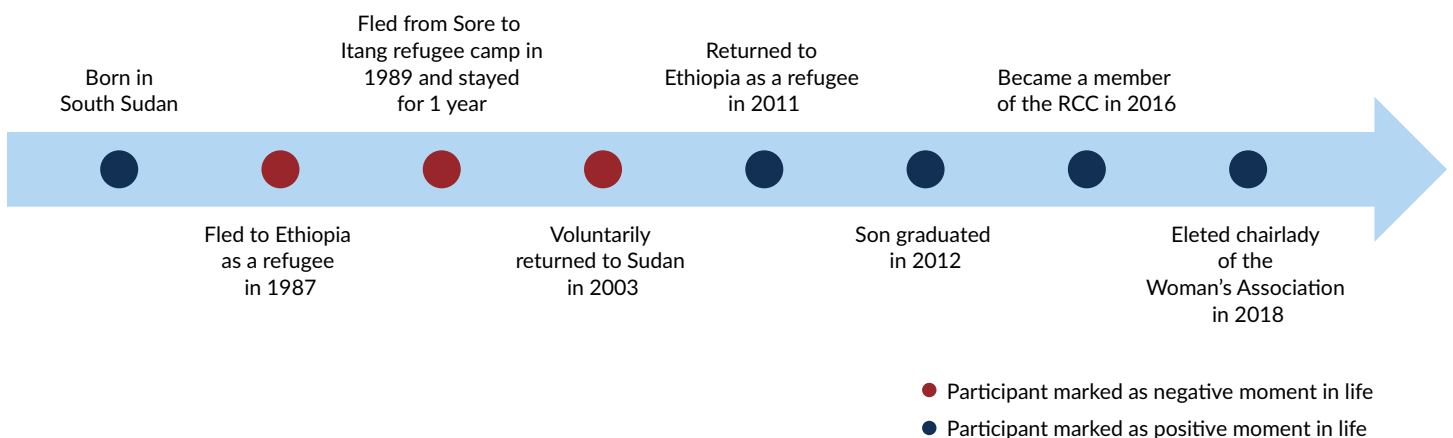 Born in
South Sudan
Fled to Ethiopia
as a refugee
in 1987
Fled from Sore to
Itang refugee camp in
1989 and stayed
for 1 year
Voluntarily
returned to Sudan
in 2003
Returned to
Ethiopia as a refugee
in 2011
Son graduated
in 2012
Became a member
of the RCC in 2016
Eleted chairlady
of the
Woman’s Association
in 2018
Participant marked as negative moment in life
Participant marked as positive moment in life